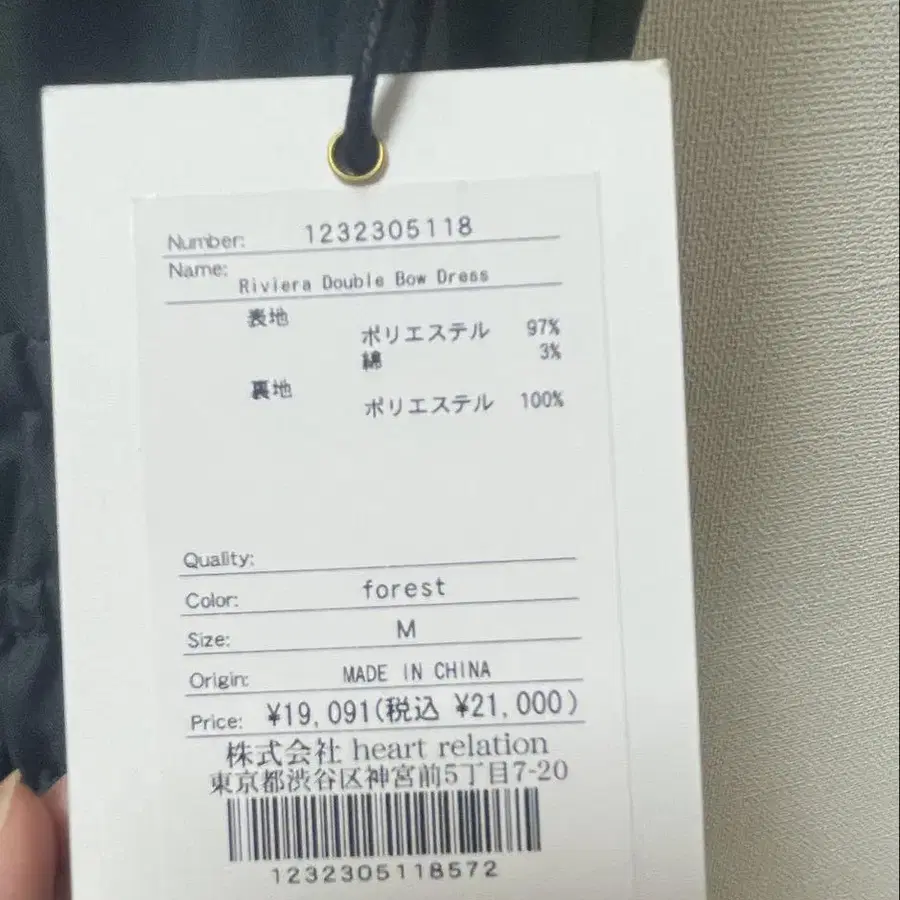 Number: 1232305118
Name: Riviera Double Bow Dress
表地
ポリエステル 97%
綿 3%
裏地
ポリエステル 100%
Quality:
Color: forest
Size: M
Origin: MADE IN CHINA
Price: ¥19,091(税込 ¥21,000)
株式会社 heart relation
東京都渋谷区神宮前5丁目7-20
1232305118572